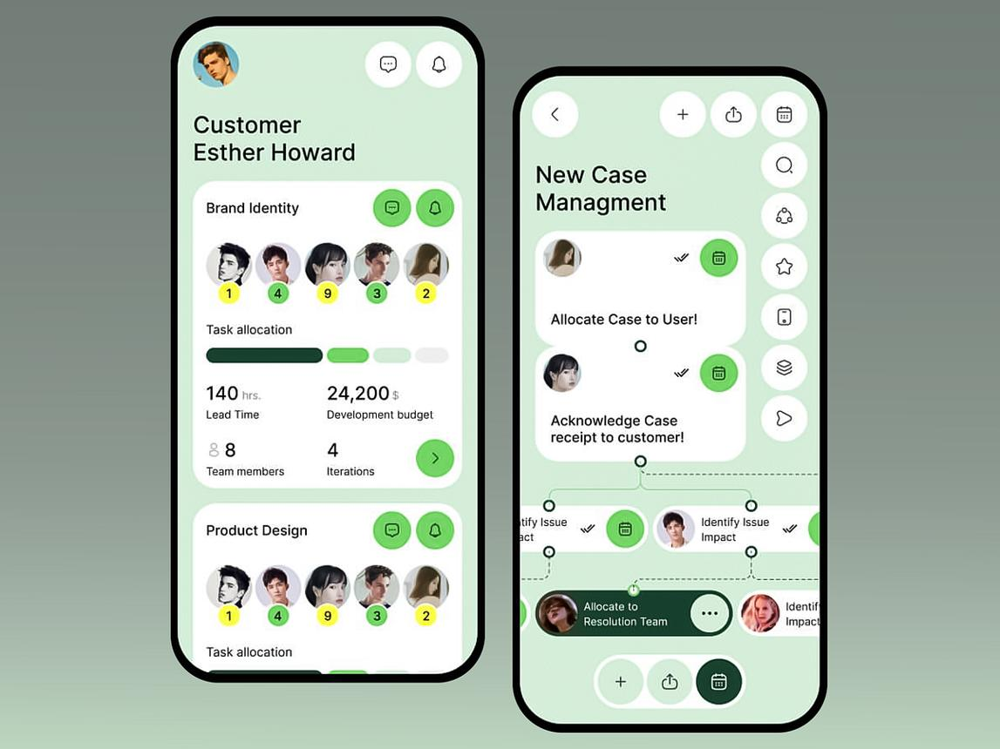 Customer
Esther Howard
Brand Identity
1 4 9 3 2
Task allocation
140 hrs. 24,200 $
Lead Time Development budget
8 4
Team members Iterations
Product Design
1 4 9 3 2
Task allocation
New Case
Managment
Allocate Case to User!
Acknowledge Case
receipt to customer!
ntify Issue
act
Identify Issue
Impact
Allocate to
Resolution Team
Identify
Impact